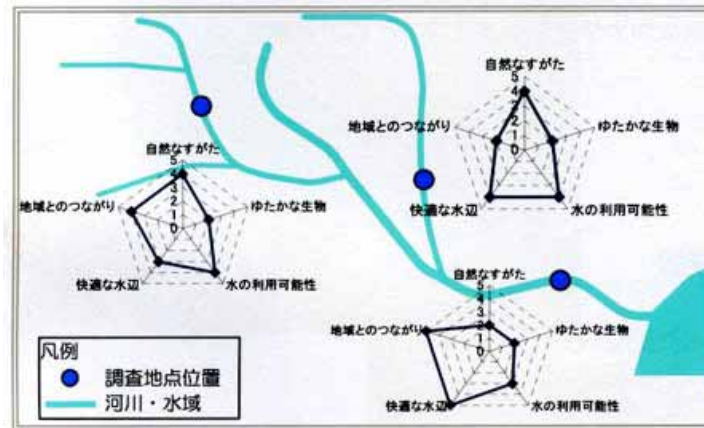 自然なすがた
5
4
3
2
1
0
地域とのつながり
ゆたかな生物
快適な水辺
水の利用可能性
自然なすがた
5
4
3
2
1
0
地域とのつながり
ゆたかな生物
快適な水辺
水の利用可能性
自然なすがた
5
4
3
2
1
0
地域とのつながり
ゆたかな生物
快適な水辺
水の利用可能性
凡例
調査地点位置
河川・水域